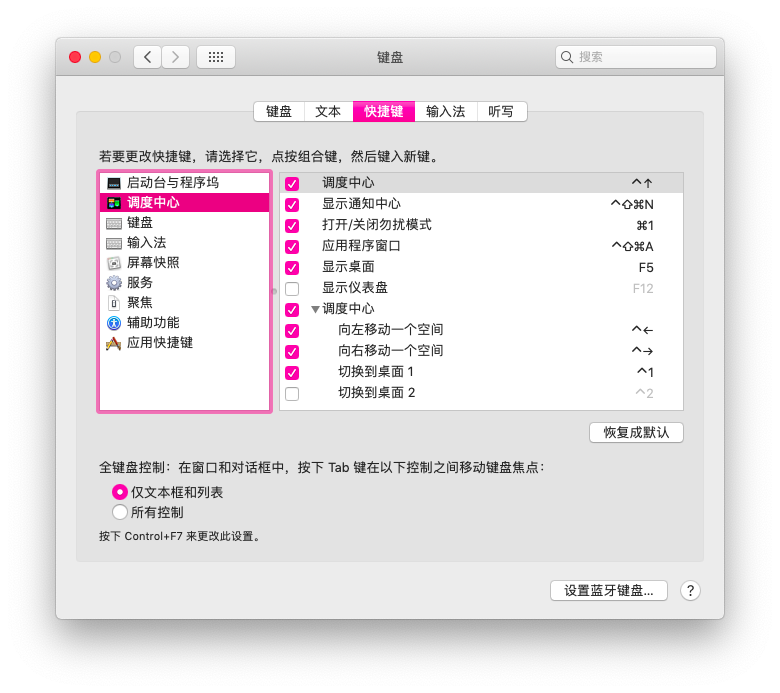 键盘
搜索
键盘 文本 快捷键 输入法 听写
若要更改快捷键，请选择它，点按组合键，然后键入新键。
启动台与程序坞
调度中心
键盘
输入法
屏幕快照
服务
聚焦
辅助功能
应用快捷键
调度中心 ^↑
显示通知中心 ^⇧⌘N
打开/关闭勿扰模式 ⌘1
应用程序窗口 ^⇧⌘A
显示桌面 F5
显示仪表盘 F12
▼调度中心
向左移动一个空间 ^←
向右移动一个空间 ^→
切换到桌面 1 ^1
切换到桌面 2 ^2
恢复成默认
全键盘控制：在窗口和对话框中，按下 Tab 键在以下控制之间移动键盘焦点：
仅文本框和列表
所有控制
按下 Control+F7 来更改此设置。
设置蓝牙键盘... ?